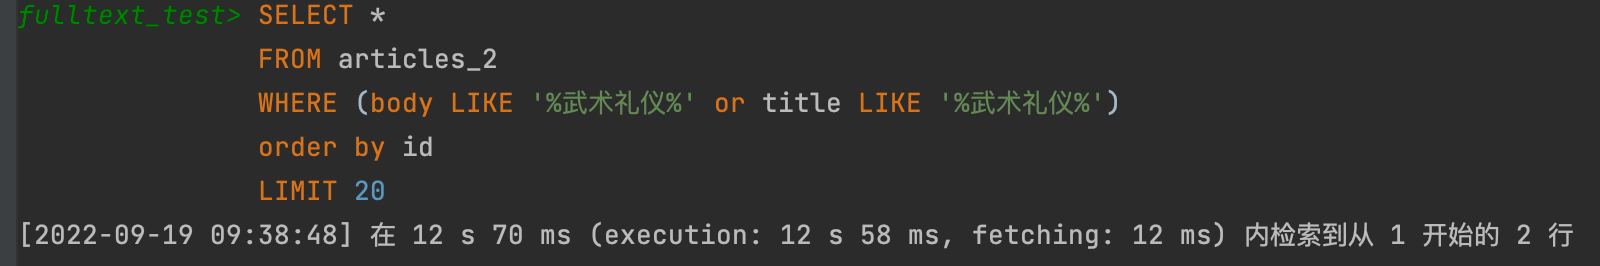 fulltext_test> SELECT *
FROM articles_2
WHERE (body LIKE '%武术礼仪%' or title LIKE '%武术礼仪%')
order by id
LIMIT 20
[2022-09-19 09:38:48] 在 12 s 70 ms (execution: 12 s 58 ms, fetching: 12 ms) 内检索到从 1 开始的 2 行